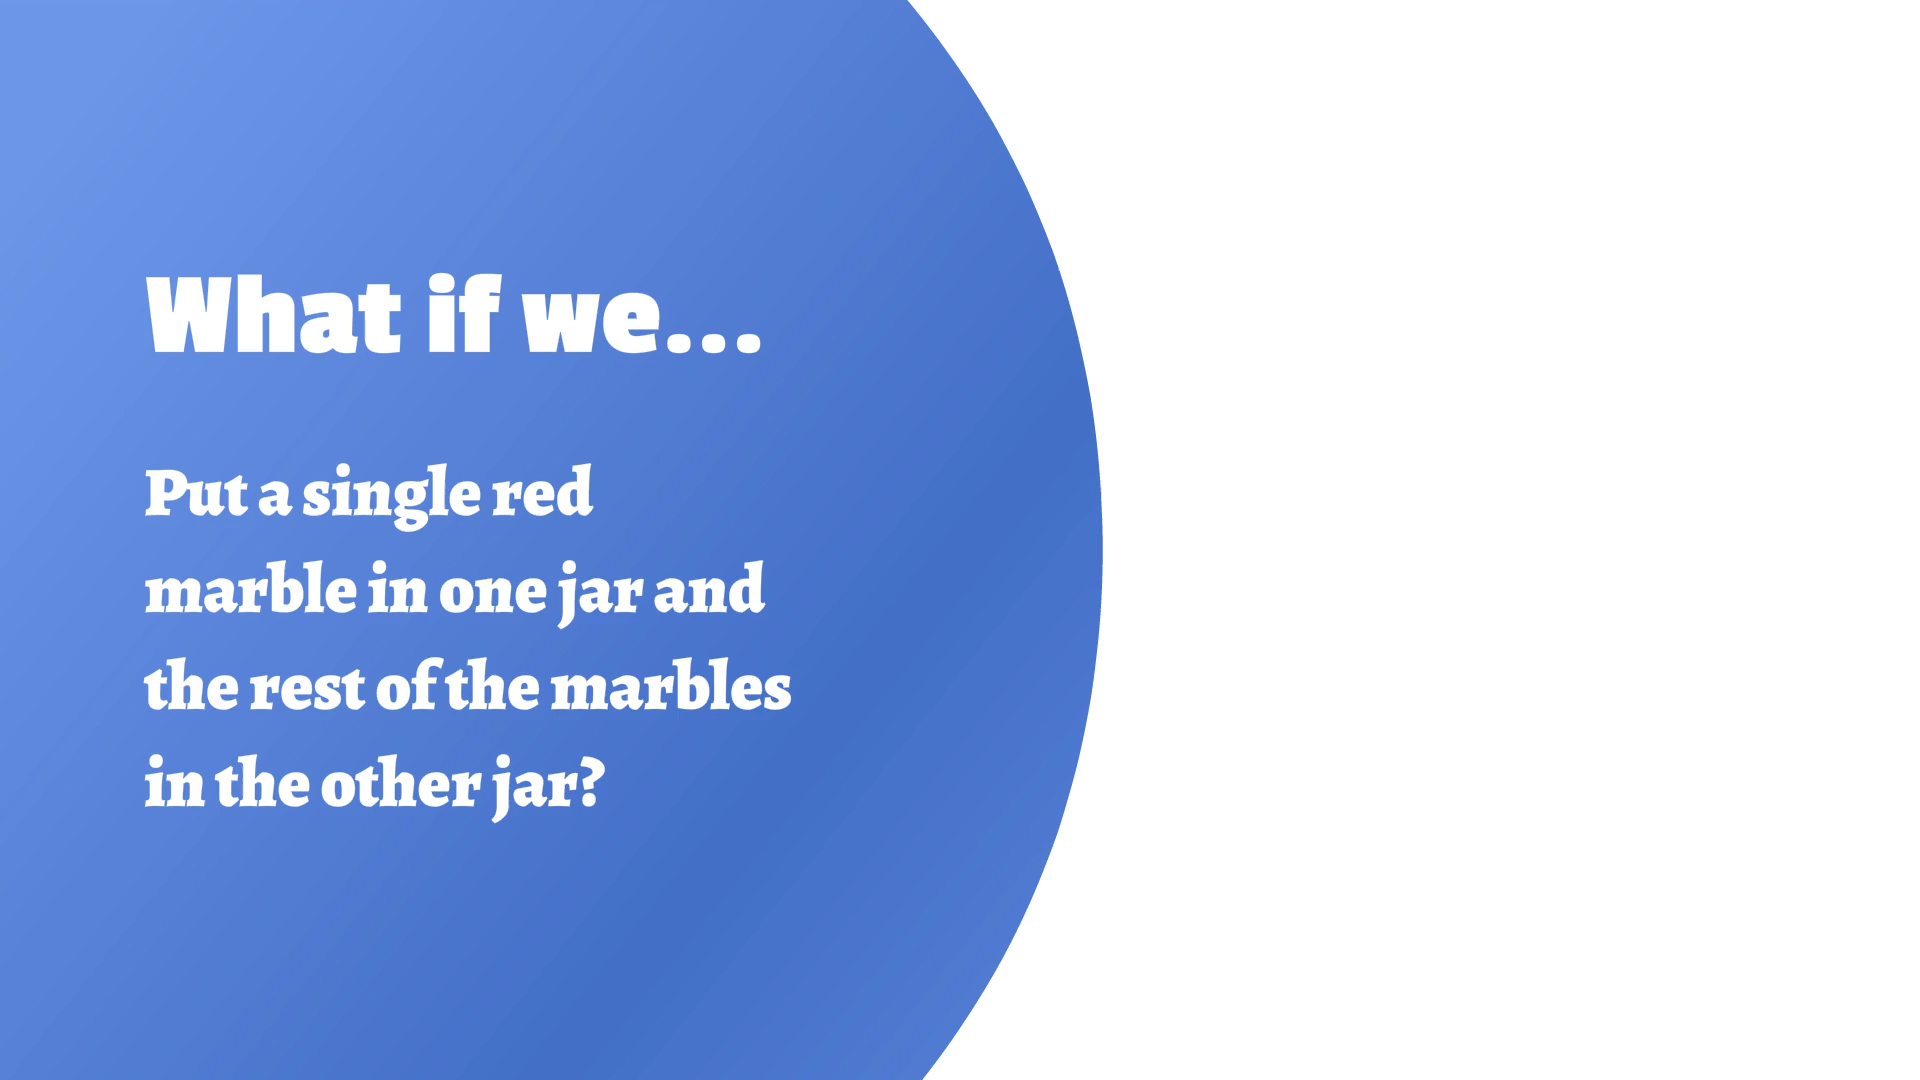 What if we...
Put a single red
marble in one jar and
the rest of the marbles
in the other jar?